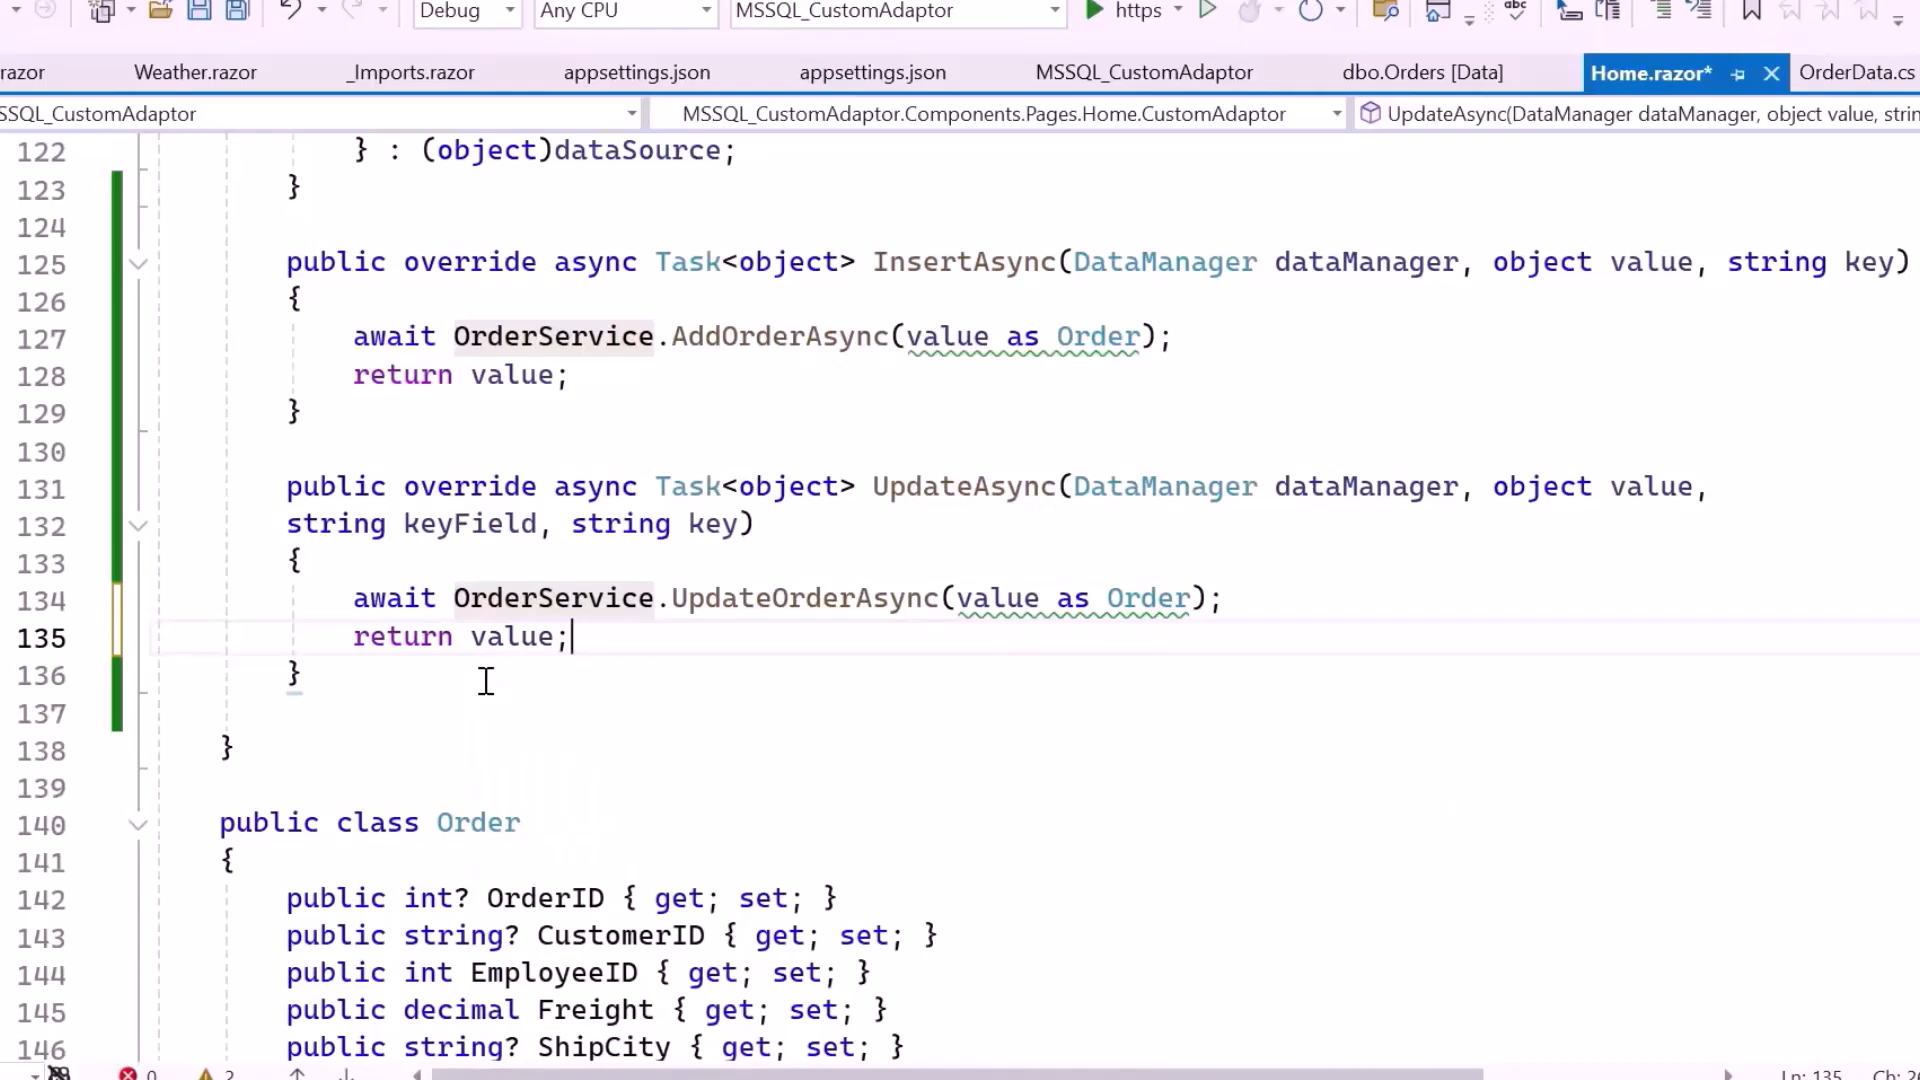 Debug Any CPU MSSQL_CustomAdaptor https abc
razor Weather.razor _Imports.razor appsettings.json appsettings.json MSSQL_CustomAdaptor dbo.Orders [Data] Home.razor* OrderData.cs
SSQL_CustomAdaptor MSSQL_CustomAdaptor.Components.Pages.Home.CustomAdaptor UpdateAsync(DataManager dataManager, object value, strin
122 } : (object)dataSource;
123 }
124
125 public override async Task<object> InsertAsync(DataManager dataManager, object value, string key)
126 {
127 await OrderService.AddOrderAsync(value as Order);
128 return value;
129 }
130
131 public override async Task<object> UpdateAsync(DataManager dataManager, object value,
132 string keyField, string key)
133 {
134 await OrderService.UpdateOrderAsync(value as Order);
135 return value;
136 }
137
138 }
139
140 public class Order
141 {
142 public int? OrderID { get; set; }
143 public string? CustomerID { get; set; }
144 public int EmployeeID { get; set; }
145 public decimal Freight { get; set; }
146 public string? ShipCity { get; set; }
0 2 Ln: 135